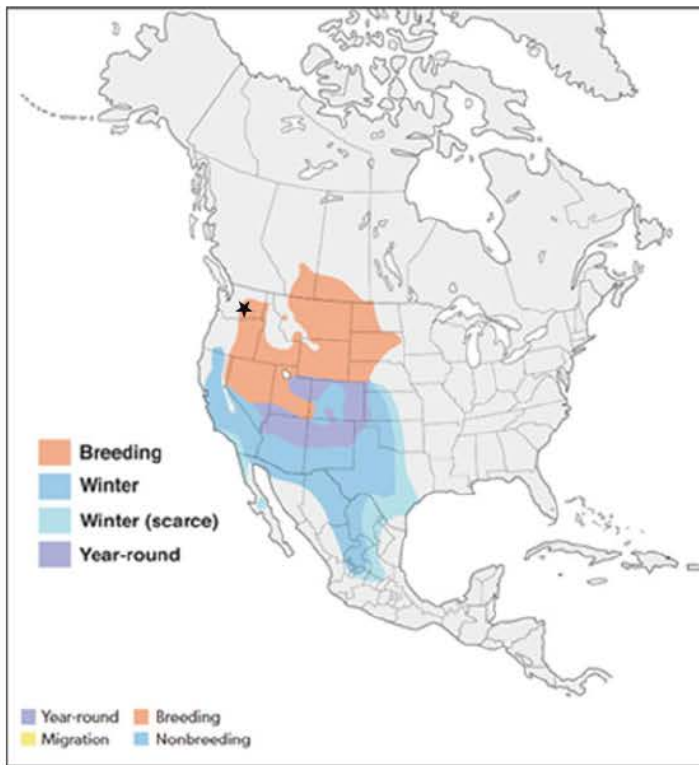 Breeding
Winter
Winter (scarce)
Year-round
Year-round Breeding
Migration Nonbreeding